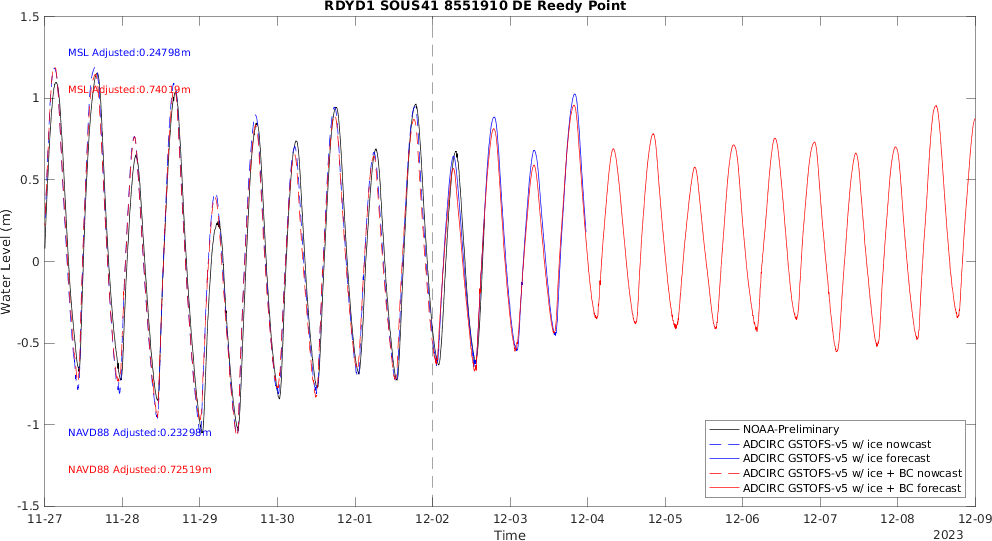 RDYD1 SOUS41 8551910 DE Reedy Point
1.5
MSL Adjusted:0.24798m
MSL Adjusted:0.74019m
1
0.5
0
Water Level (m)
-0.5
-1
NAVD88 Adjusted:0.23298m
NAVD88 Adjusted:0.72519m
-1.5
NOAA-Preliminary
ADCIRC GSTOFS-v5 w/ ice nowcast
ADCIRC GSTOFS-v5 w/ ice forecast
ADCIRC GSTOFS-v5 w/ ice + BC nowcast
ADCIRC GSTOFS-v5 w/ ice + BC forecast
11-27 11-28 11-29 11-30 12-01 12-02 12-03 12-04 12-05 12-06 12-07 12-08 12-09
Time
2023